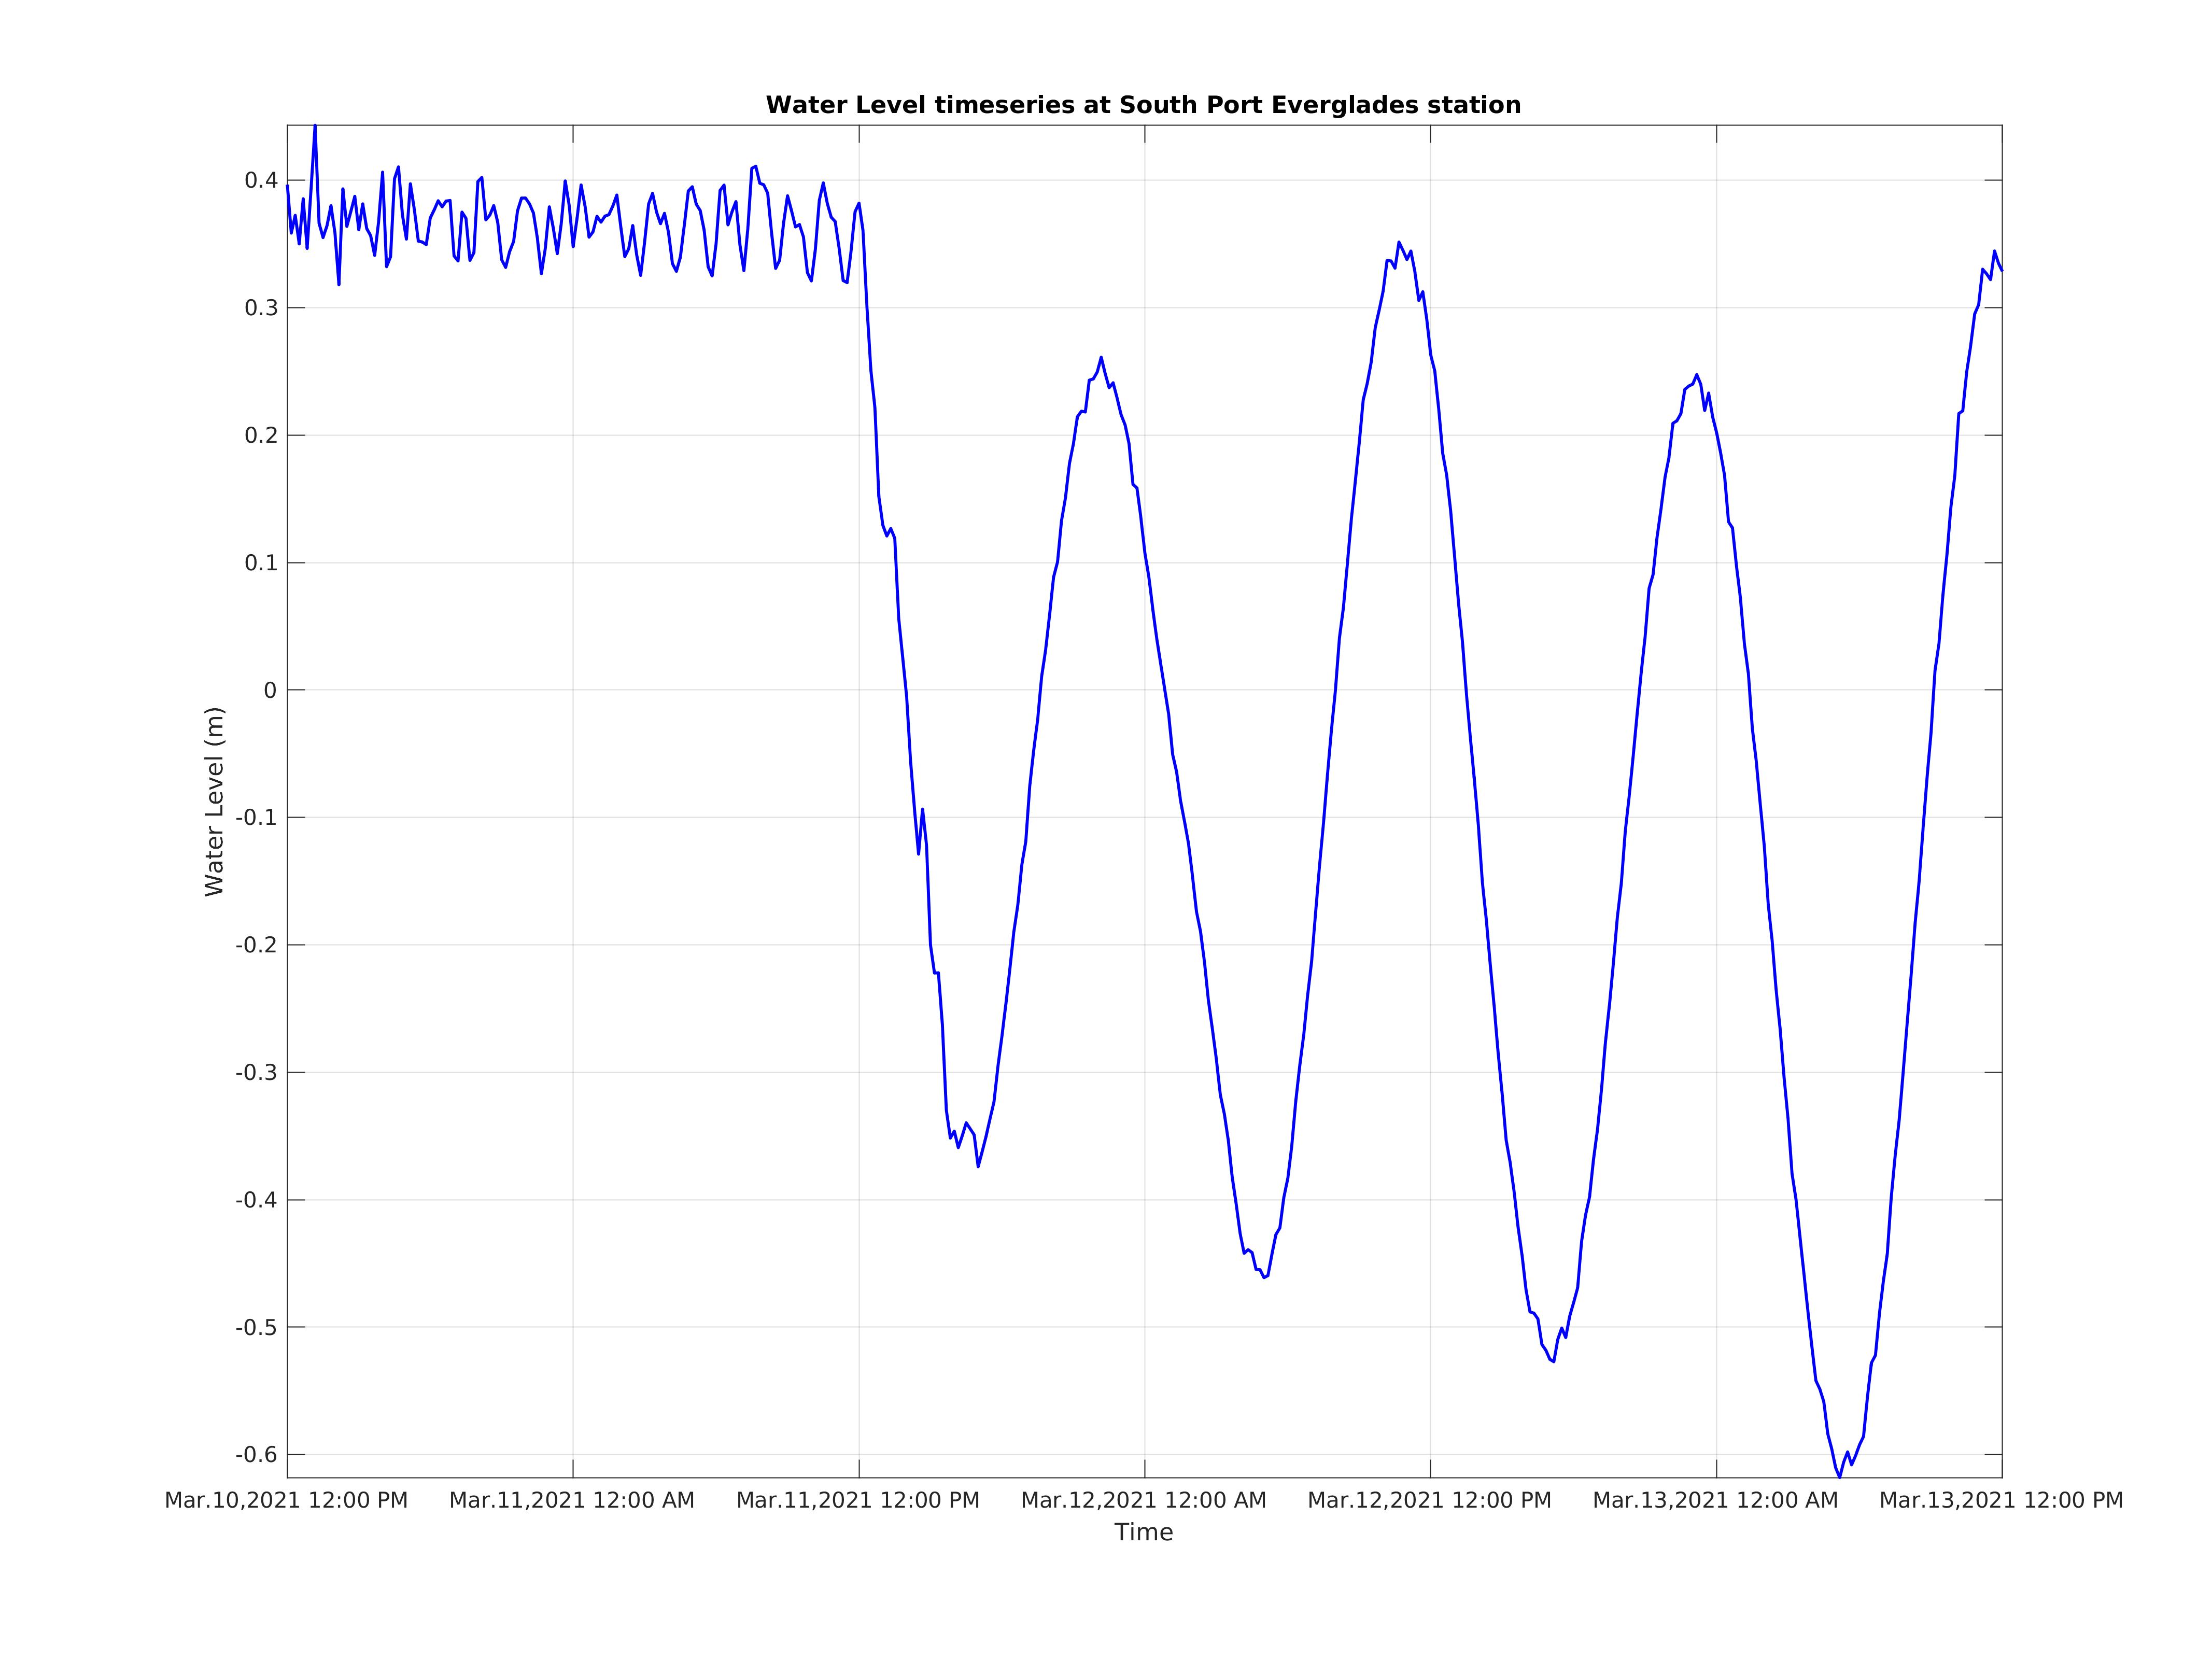 Water Level timeseries at South Port Everglades station
0.4
0.3
0.2
0.1
0
-0.1
-0.2
-0.3
-0.4
-0.5
-0.6
Water Level (m)
Mar.10,2021 12:00 PM
Mar.11,2021 12:00 AM
Mar.11,2021 12:00 PM
Mar.12,2021 12:00 AM
Mar.12,2021 12:00 PM
Mar.13,2021 12:00 AM
Mar.13,2021 12:00 PM
Time